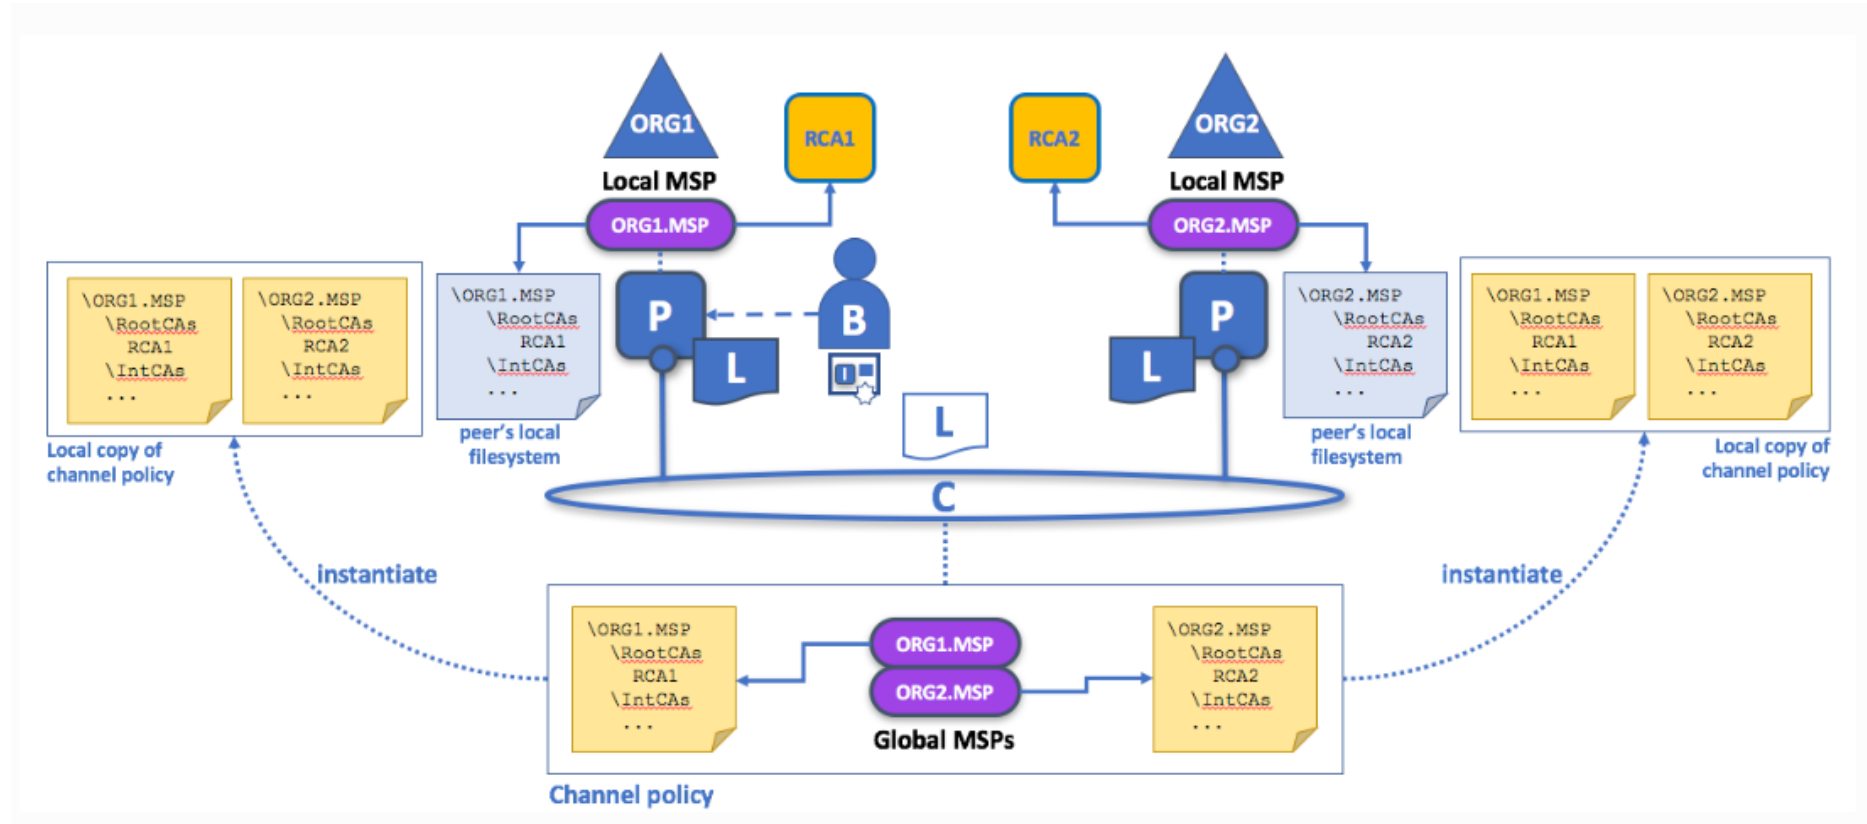 ORG1
RCA1
Local MSP
ORG1.MSP
RCA2
ORG2
Local MSP
ORG2.MSP
\ORG1.MSP
\RootCAs
RCA1
\IntCAs
...
\ORG2.MSP
\RootCAs
RCA2
\IntCAs
...
Local copy of
channel policy
\ORG1.MSP
\RootCAs
RCA1
\IntCAs
...
peer's local
filesystem
P
L
B
I
L
P
L
\ORG2.MSP
\RootCAs
RCA2
\IntCAs
...
peer's local
filesystem
\ORG1.MSP
\RootCAs
RCA1
\IntCAs
...
\ORG2.MSP
\RootCAs
RCA2
\IntCAs
...
Local copy of
channel policy
C
instantiate
instantiate
\ORG1.MSP
\RootCAs
RCA1
\IntCAs
...
ORG1.MSP
ORG2.MSP
Global MSPs
\ORG2.MSP
\RootCAs
RCA2
\IntCAs
...
Channel policy